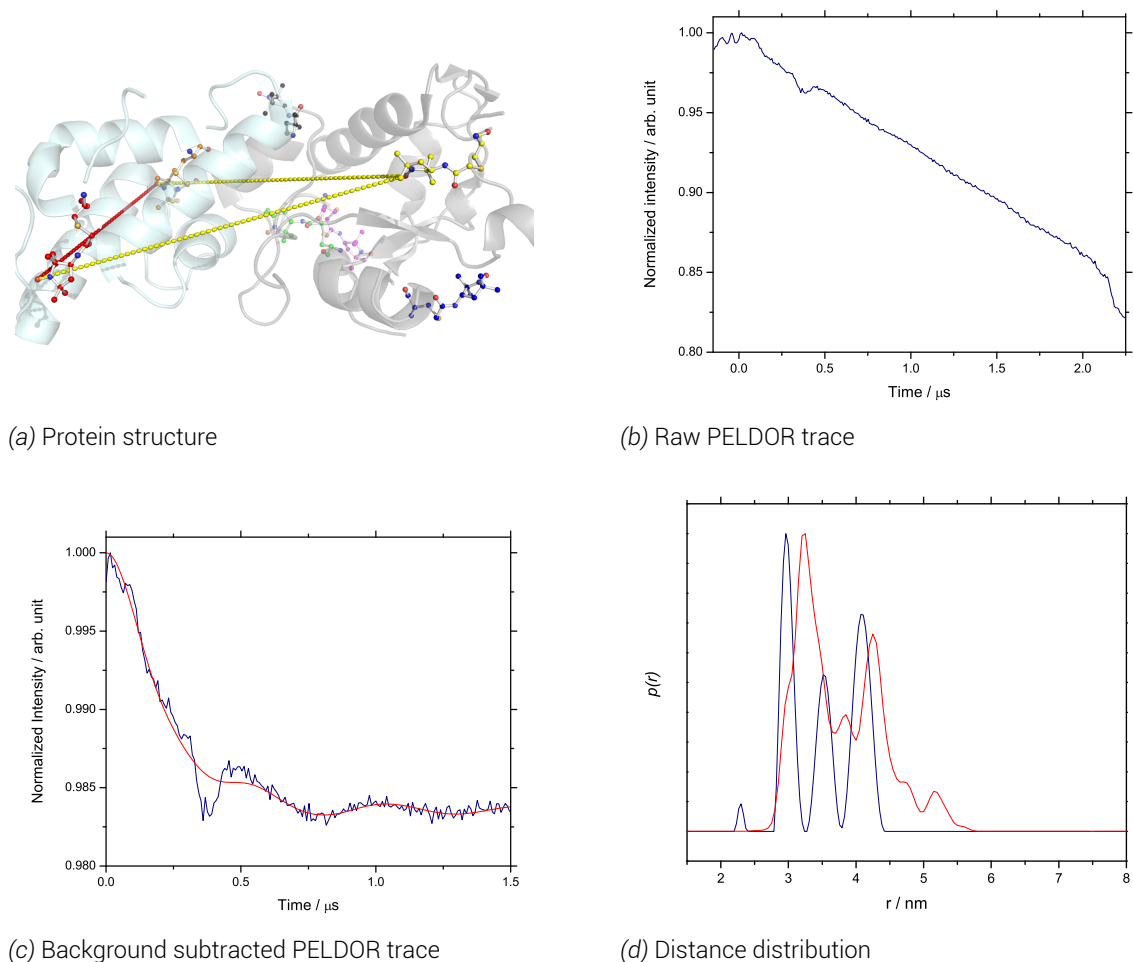 1.00
0.95
0.90
0.85
0.80
Normalized intensity / arb. unit
0.0 0.5 1.0 1.5 2.0
Time / μs
(a) Protein structure
(b) Raw PELDOR trace
1.000
0.995
0.990
0.985
0.980
Normalized Intensity / arb. unit
0.0 0.5 1.0 1.5
Time / μs
p(r)
2 3 4 5 6 7 8
r / nm
(c) Background subtracted PELDOR trace
(d) Distance distribution